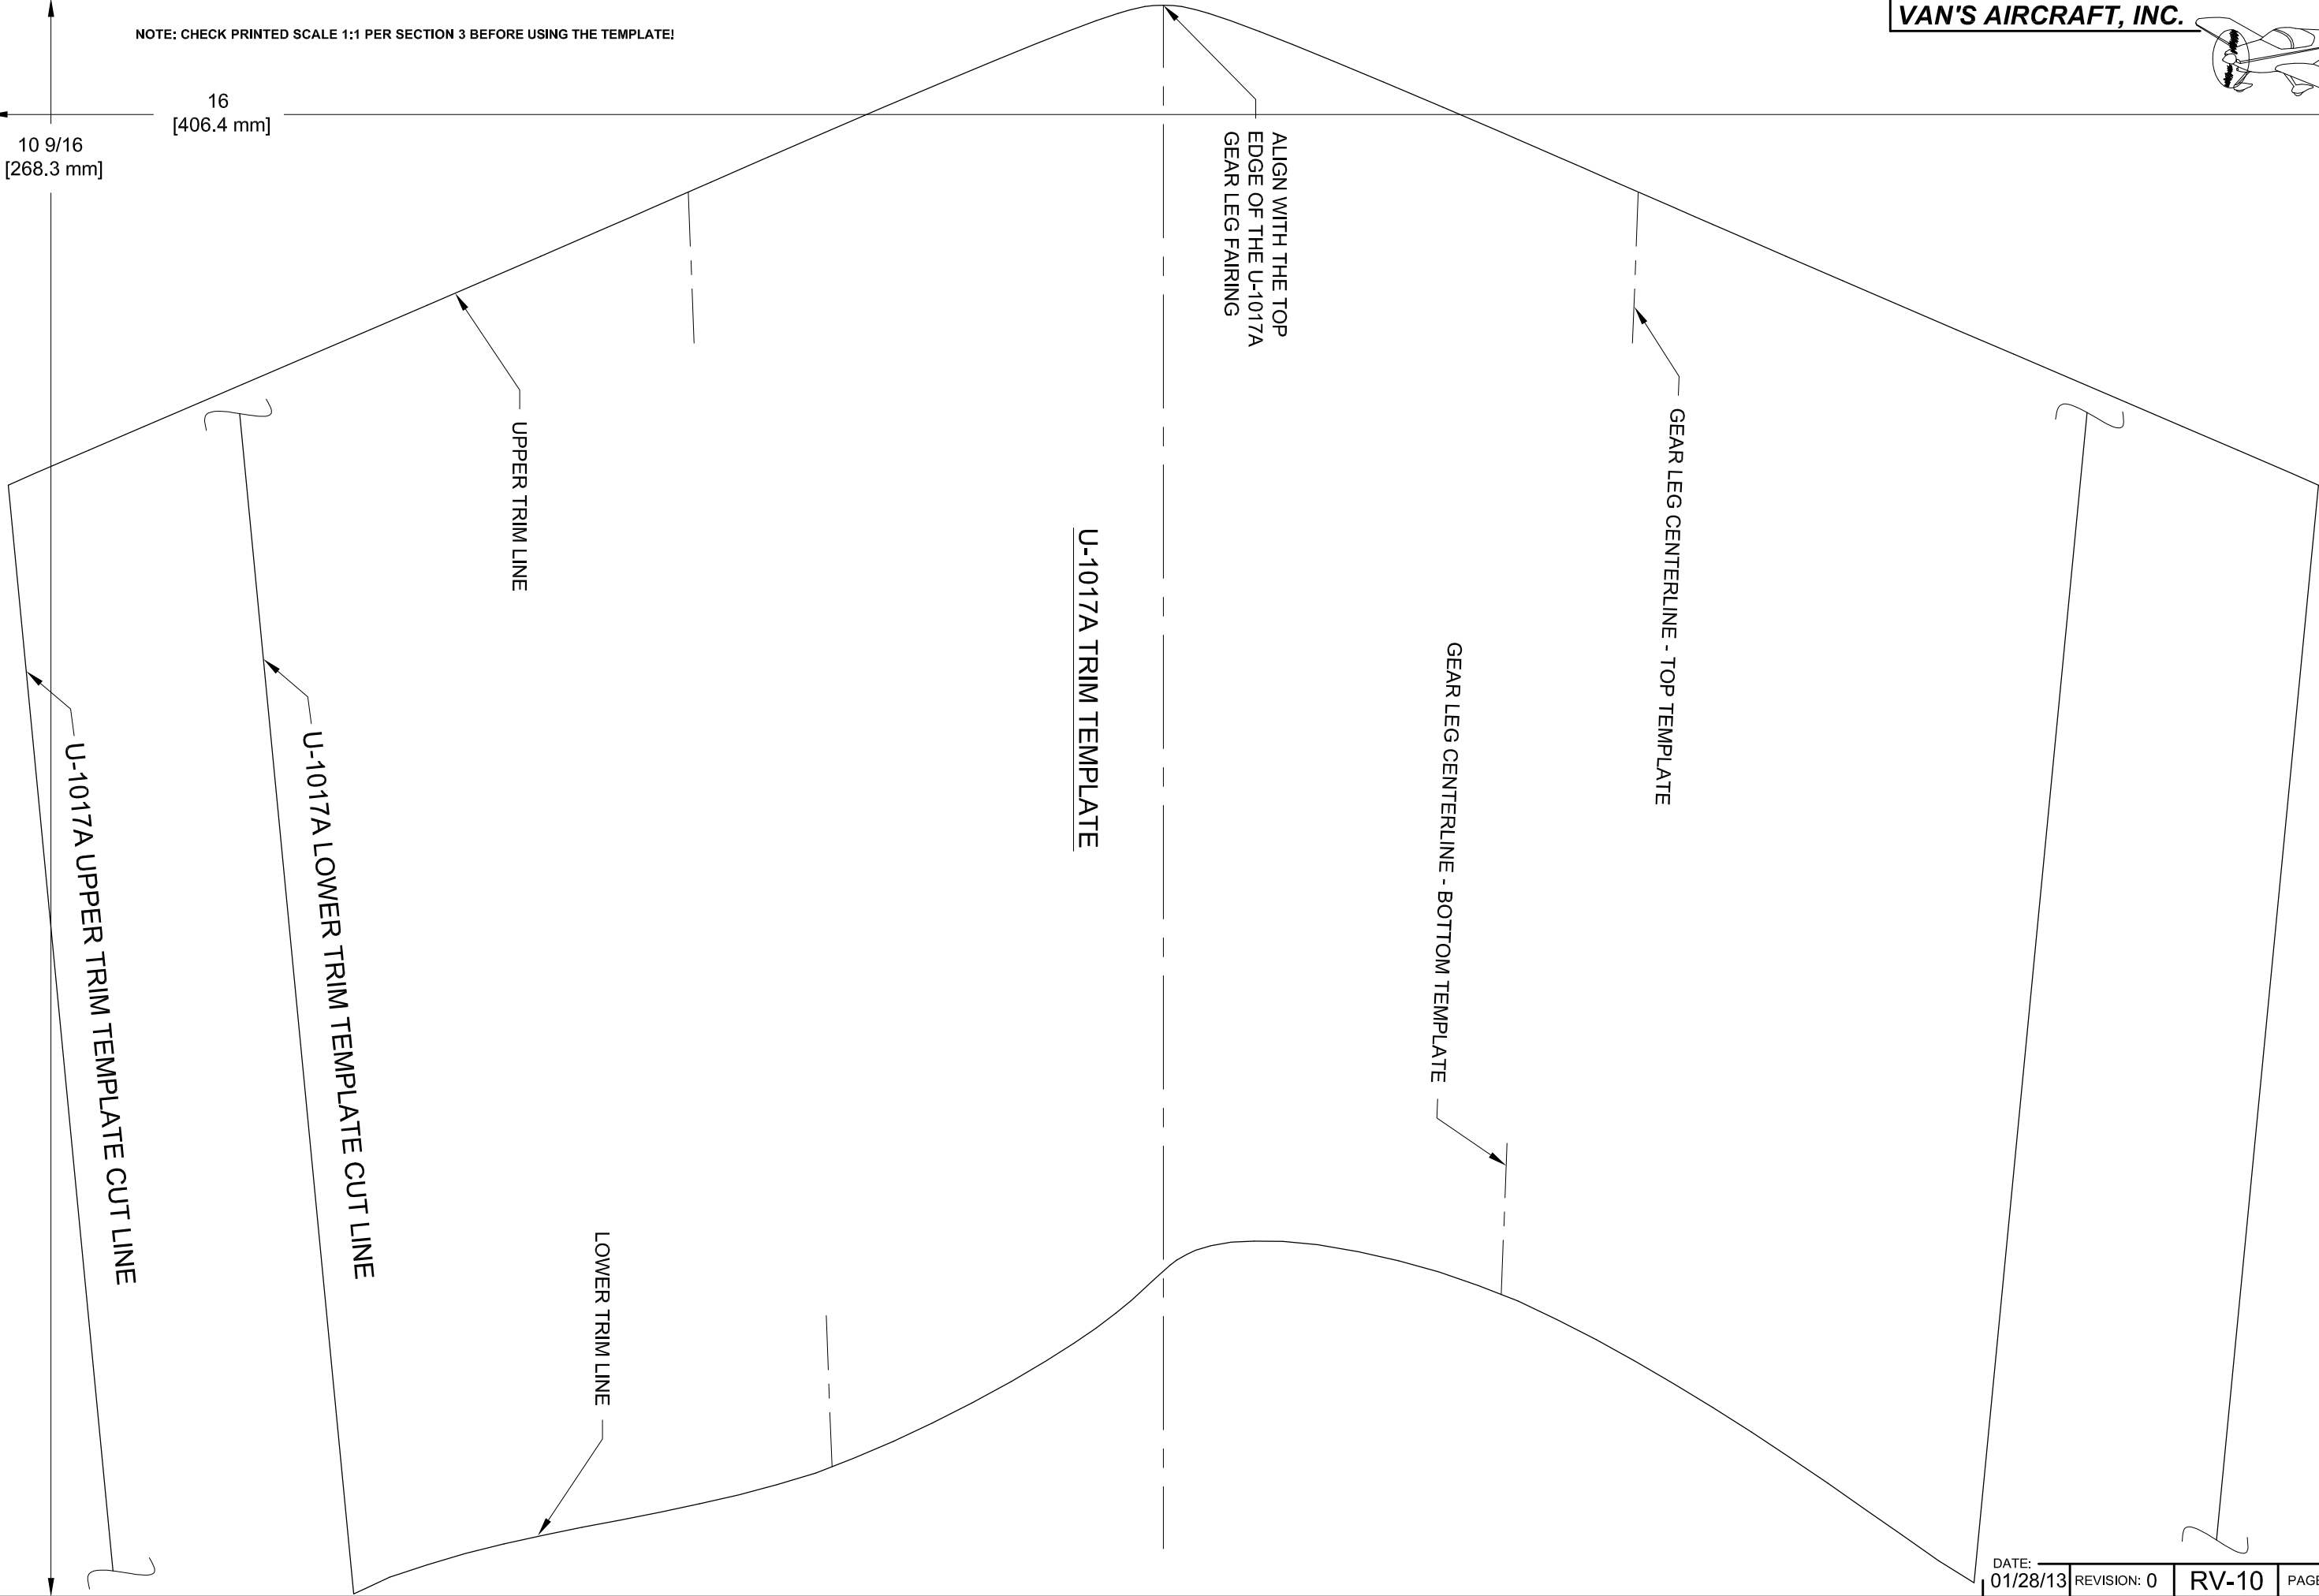 VAN'S AIRCRAFT, INC.
NOTE: CHECK PRINTED SCALE 1:1 PER SECTION 3 BEFORE USING THE TEMPLATE!
16
[406.4 mm]
10 9/16
[268.3 mm]
ALIGN WITH THE TOP
EDGE OF THE U-1017A
GEAR LEG FAIRING
GEAR LEG CENTERLINE - TOP TEMPLATE
UPPER TRIM LINE
U-1017A TRIM TEMPLATE
GEAR LEG CENTERLINE - BOTTOM TEMPLATE
U-1017A LOWER TRIM TEMPLATE CUT LINE
U-1017A UPPER TRIM TEMPLATE CUT LINE
LOWER TRIM LINE
DATE:
01/28/13 REVISION: 0 RV-10 PAGE